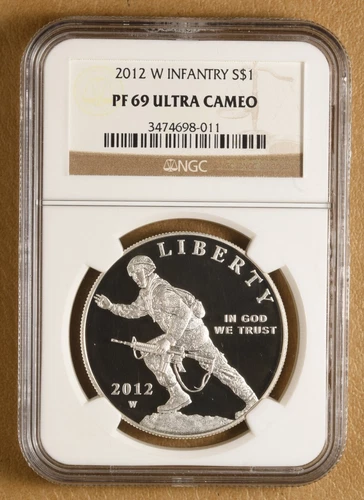 2012 W INFANTRY S$1
PF 69 ULTRA CAMEO
3474698-011
NGC
LIBERTY
IN GOD
WE TRUST
2012
W